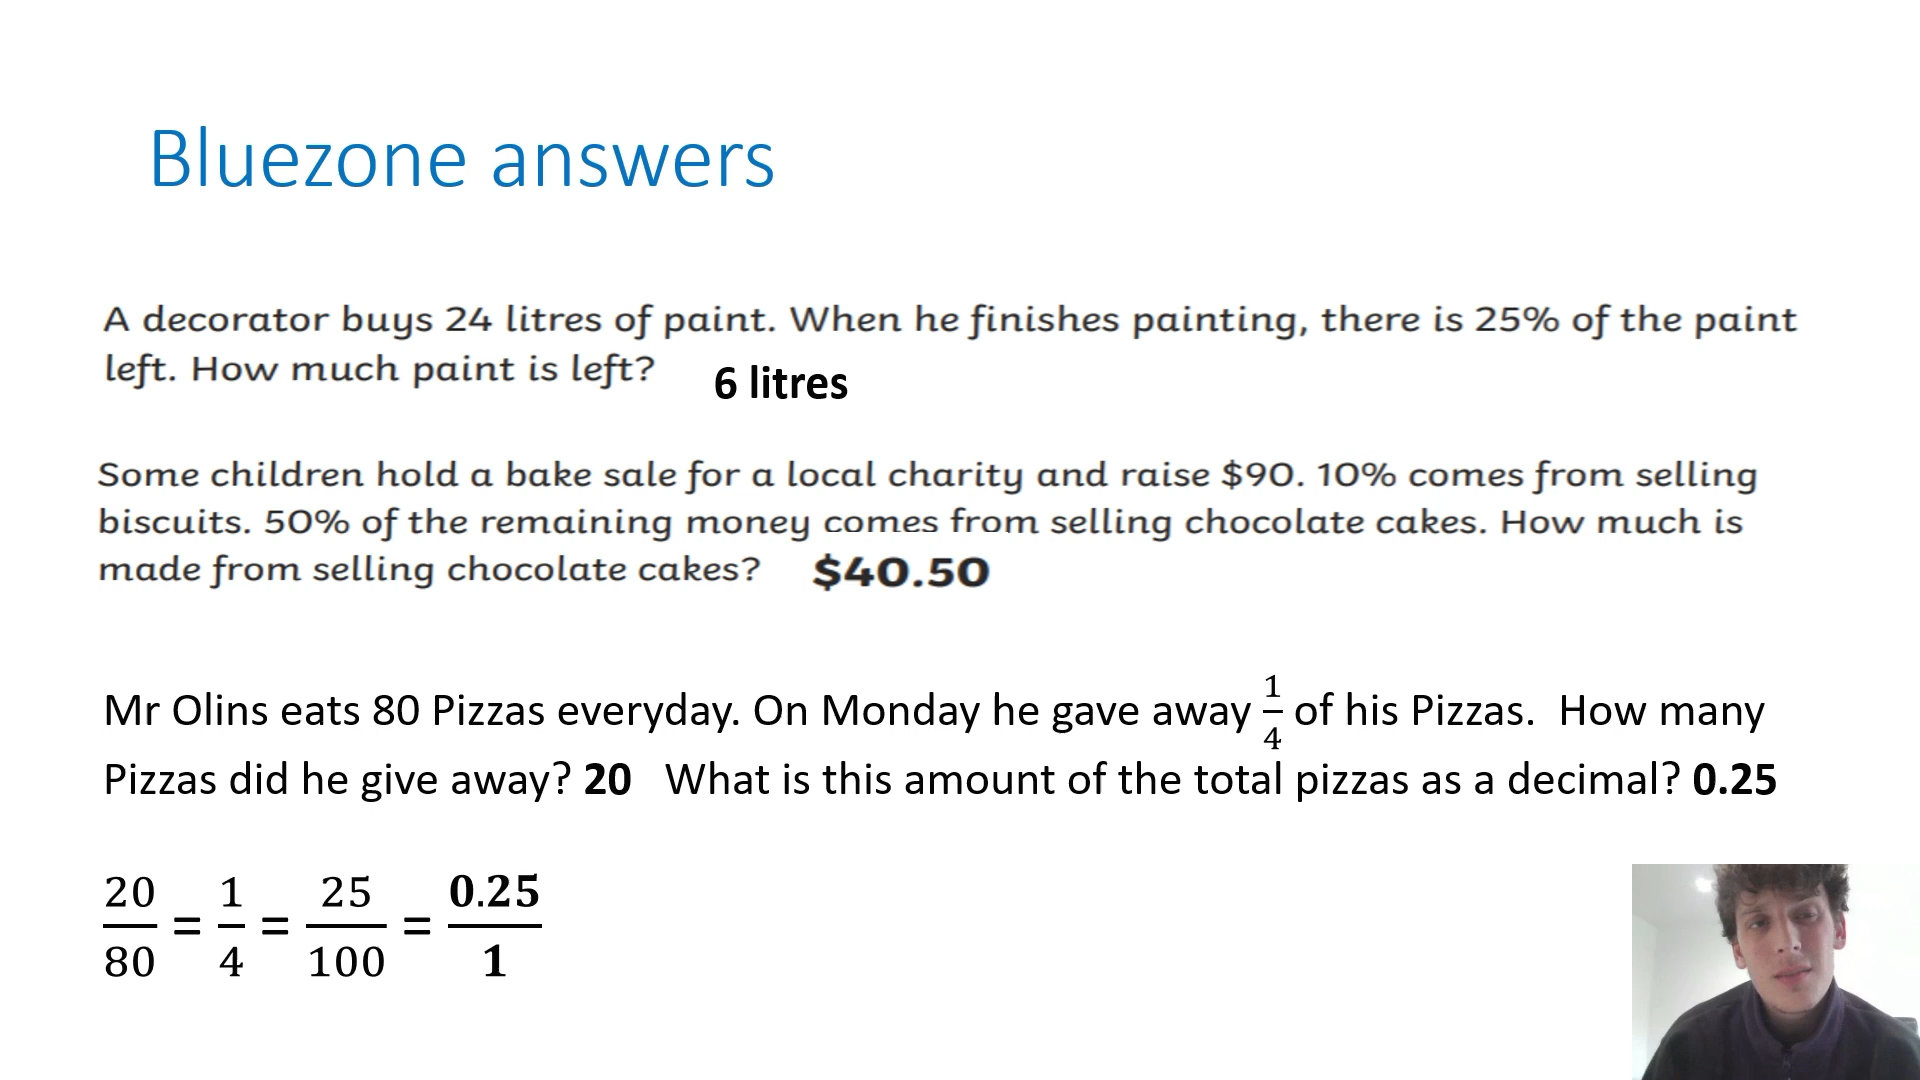 Bluezone answers
A decorator buys 24 litres of paint. When he finishes painting, there is 25% of the paint
left. How much paint is left? 6 litres
Some children hold a bake sale for a local charity and raise $90. 10% comes from selling
biscuits. 50% of the remaining money comes from selling chocolate cakes. How much is
made from selling chocolate cakes? $40.50
Mr Olins eats 80 Pizzas everyday. On Monday he gave away 1/4 of his Pizzas. How many
Pizzas did he give away? 20 What is this amount of the total pizzas as a decimal? 0.25
20/80 = 1/4 = 25/100 = 0.25/1